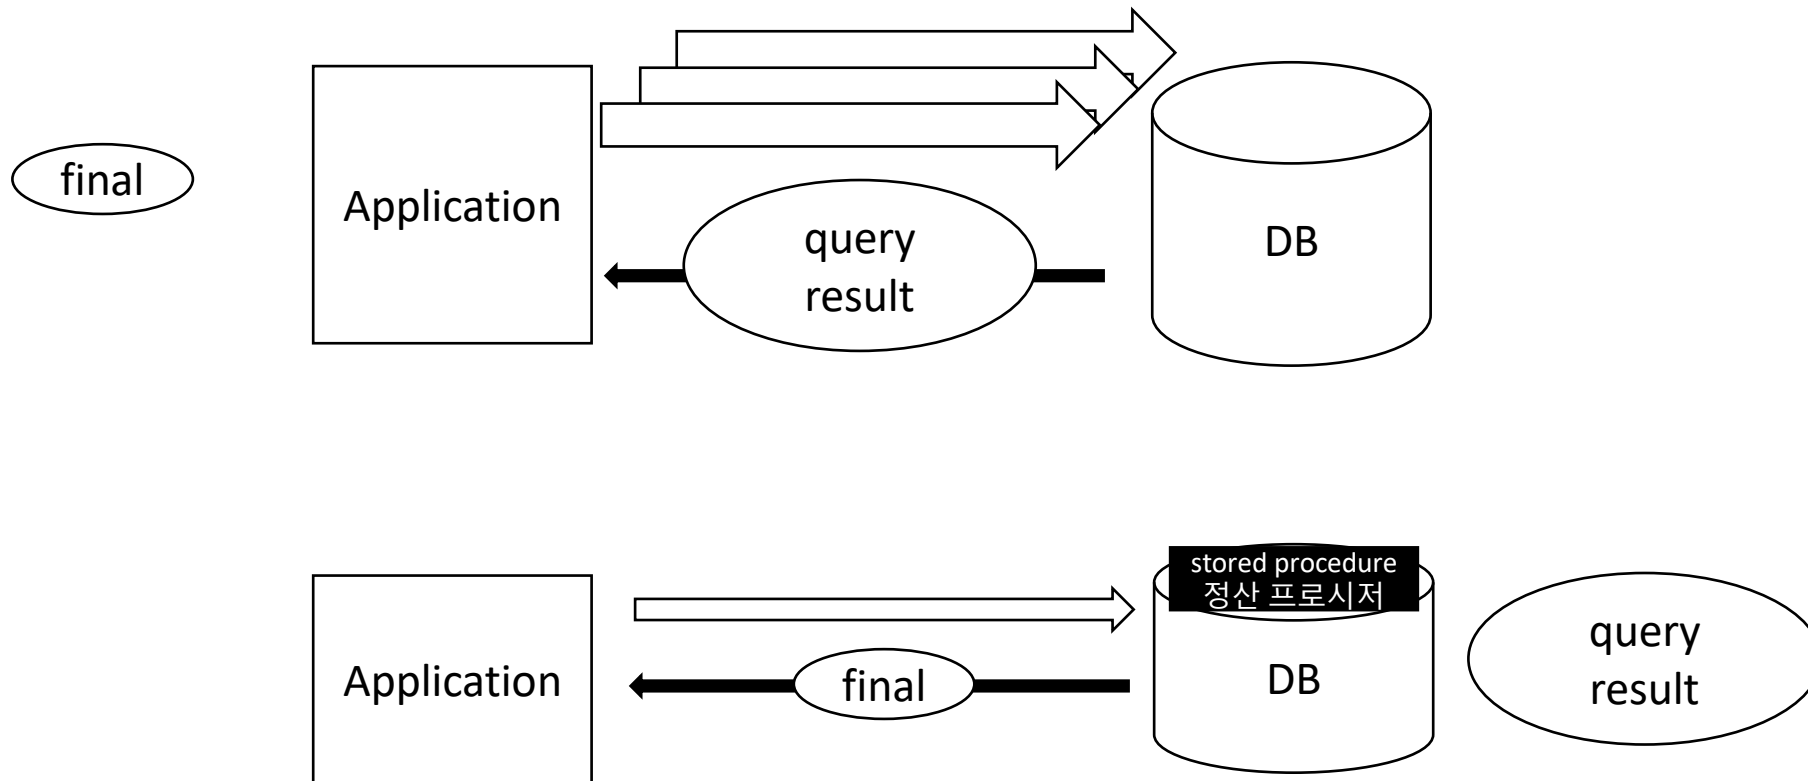 final
Application
query
result
DB
stored procedure
정산 프로시저
Application
final
DB
query
result